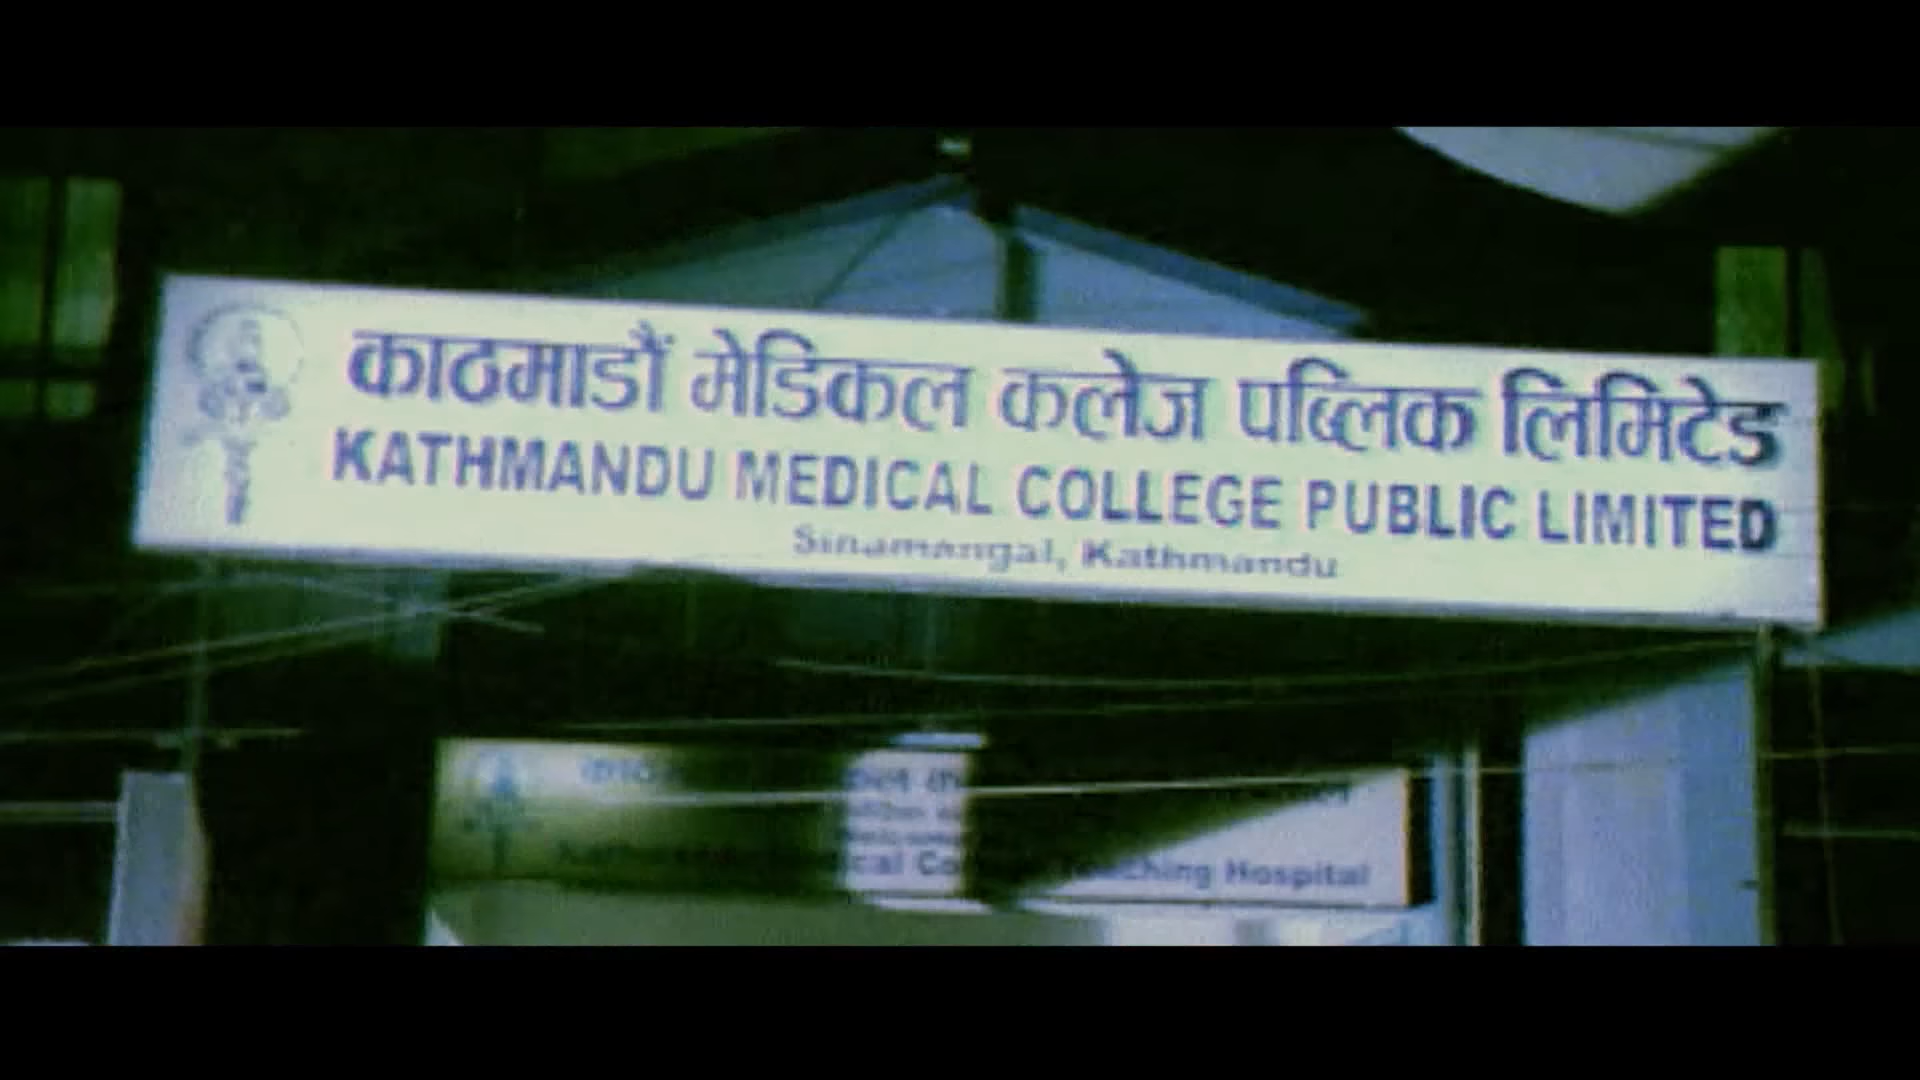 काठमाडौं मेडिकल कलेज पब्लिक लिमिटेड
KATHMANDU MEDICAL COLLEGE PUBLIC LIMITED
Sinamangal, Kathmandu
Hospital